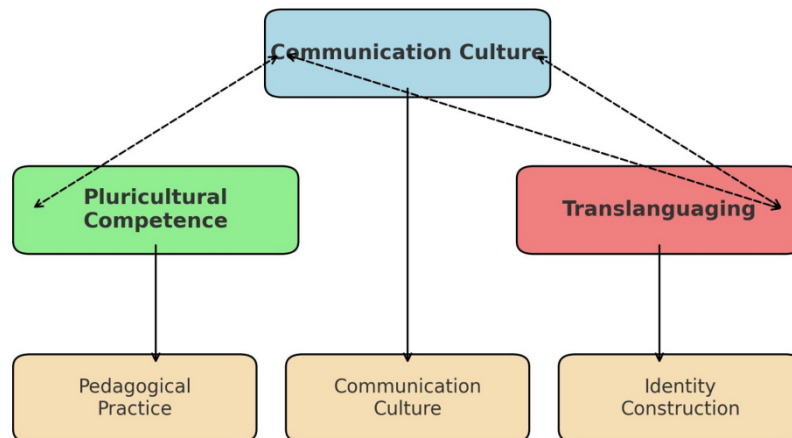 Communication Culture
Pluricultural
Competence
Translanguaging
Pedagogical
Practice
Communication
Culture
Identity
Construction